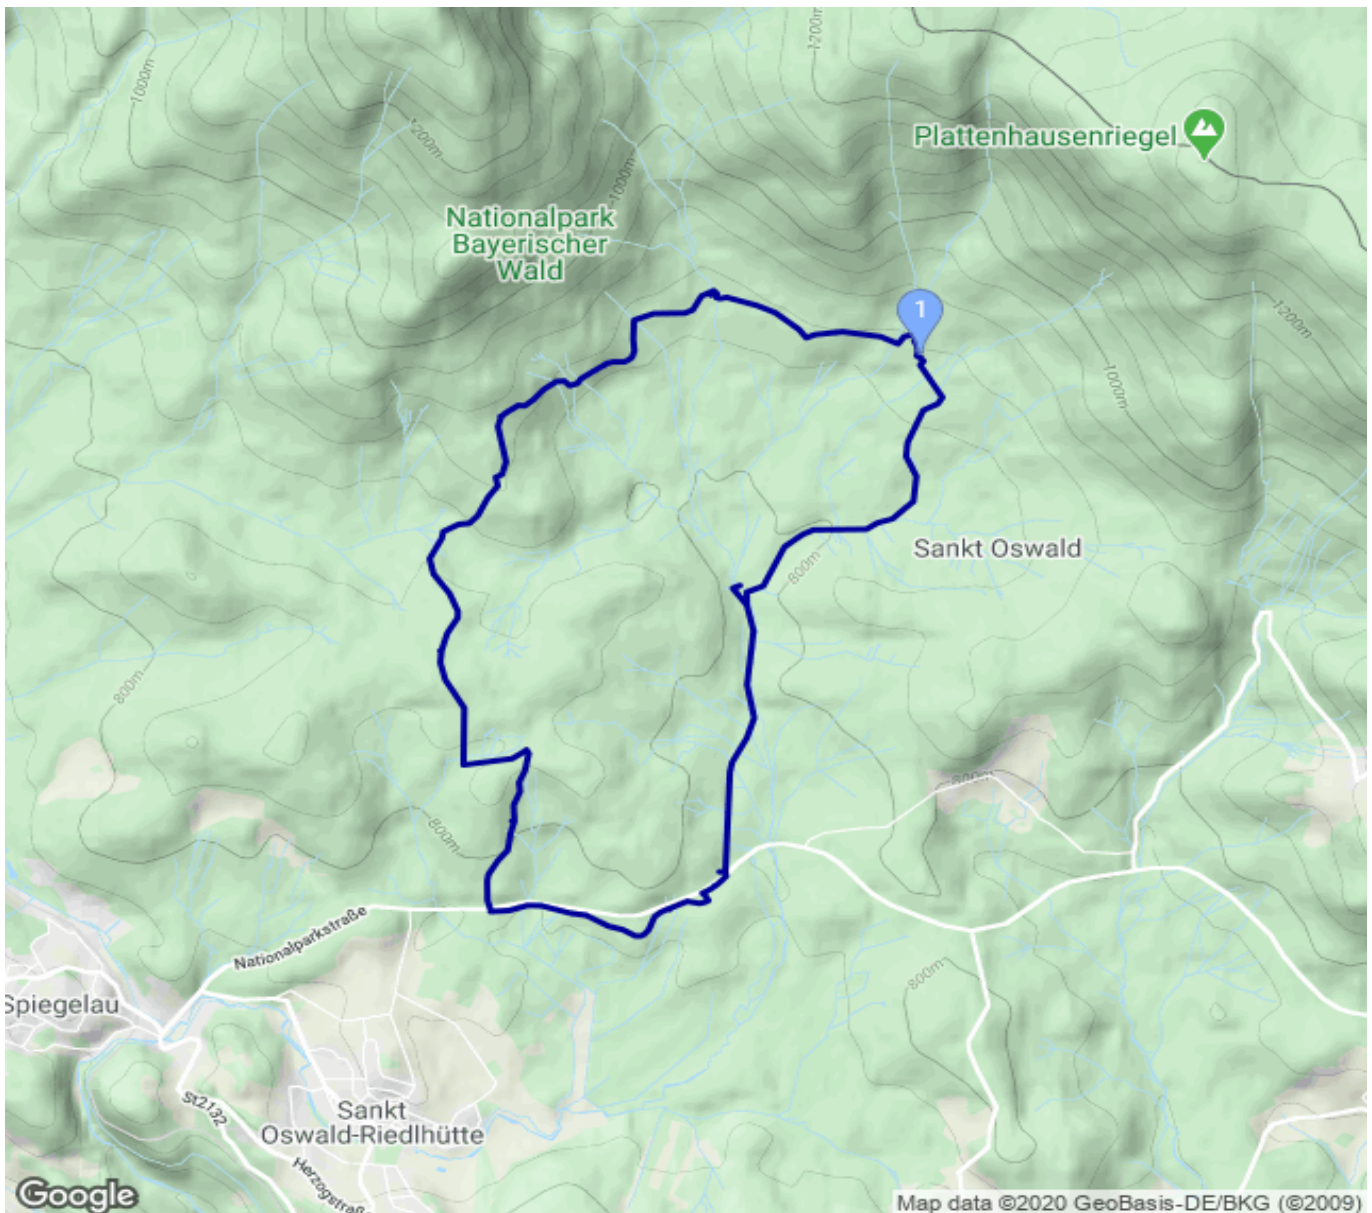 1200m
1000m
1200m
Plattenhausenriegel
1000m
Nationalpark
Bayerischer
Wald
1
1200m
1000m
Sankt Oswald
800m
800m
800m
800m
Nationalparkstraße
800m
Spiegelau
St2132
Sankt
Oswald-Riedlhütte
Herzogstraße
Google
Map data ©2020 GeoBasis-DE/BKG (©2009)